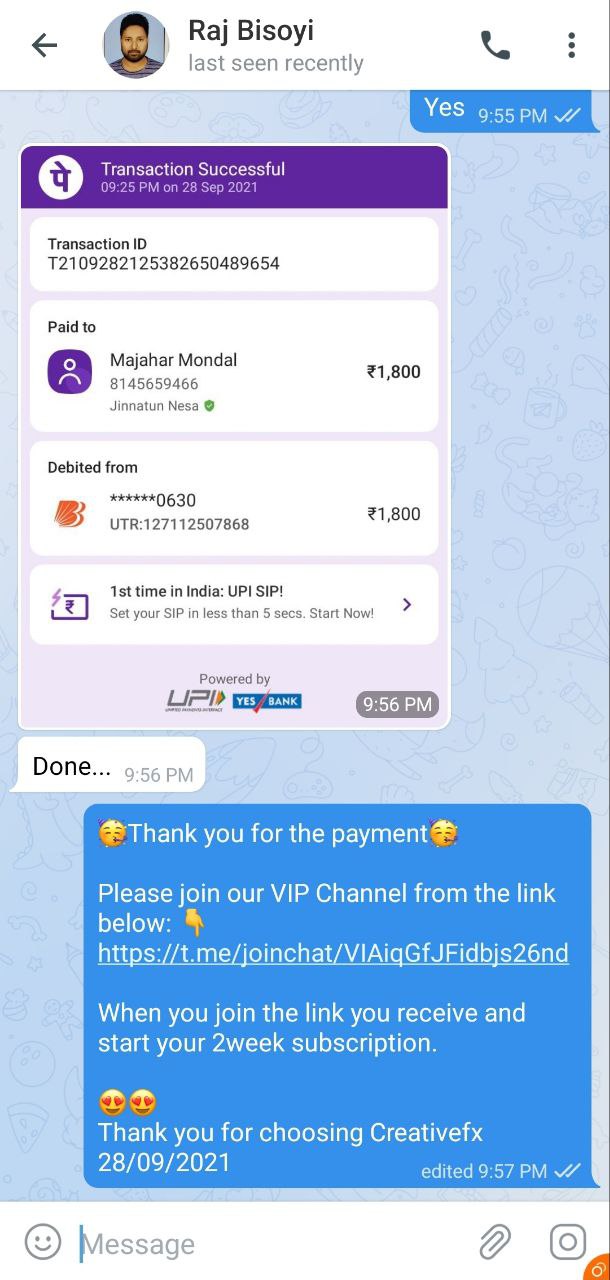 Raj Bisoyi
last seen recently
Yes 9:55 PM
पे
Transaction Successful
09:25 PM on 28 Sep 2021
Transaction ID
T2109282125382650489654
Paid to
Majahar Mondal
₹1,800
8145659466
Jinnatun Nesa
Debited from
******0630
₹1,800
UTR:127112507868
1st time in India: UPI SIP!
Set your SIP in less than 5 secs. Start Now!
Powered by
UPI YES BANK
UNIFIED PAYMENTS INTERFACE
9:56 PM
Done... 9:56 PM
🥳Thank you for the payment🥳
Please join our VIP Channel from the link
below: 👇
https://t.me/joinchat/VIAiqGfJFidbjs26nd
When you join the link you receive and
start your 2week subscription.
😍😍
Thank you for choosing Creativefx
28/09/2021
edited 9:57 PM
Message